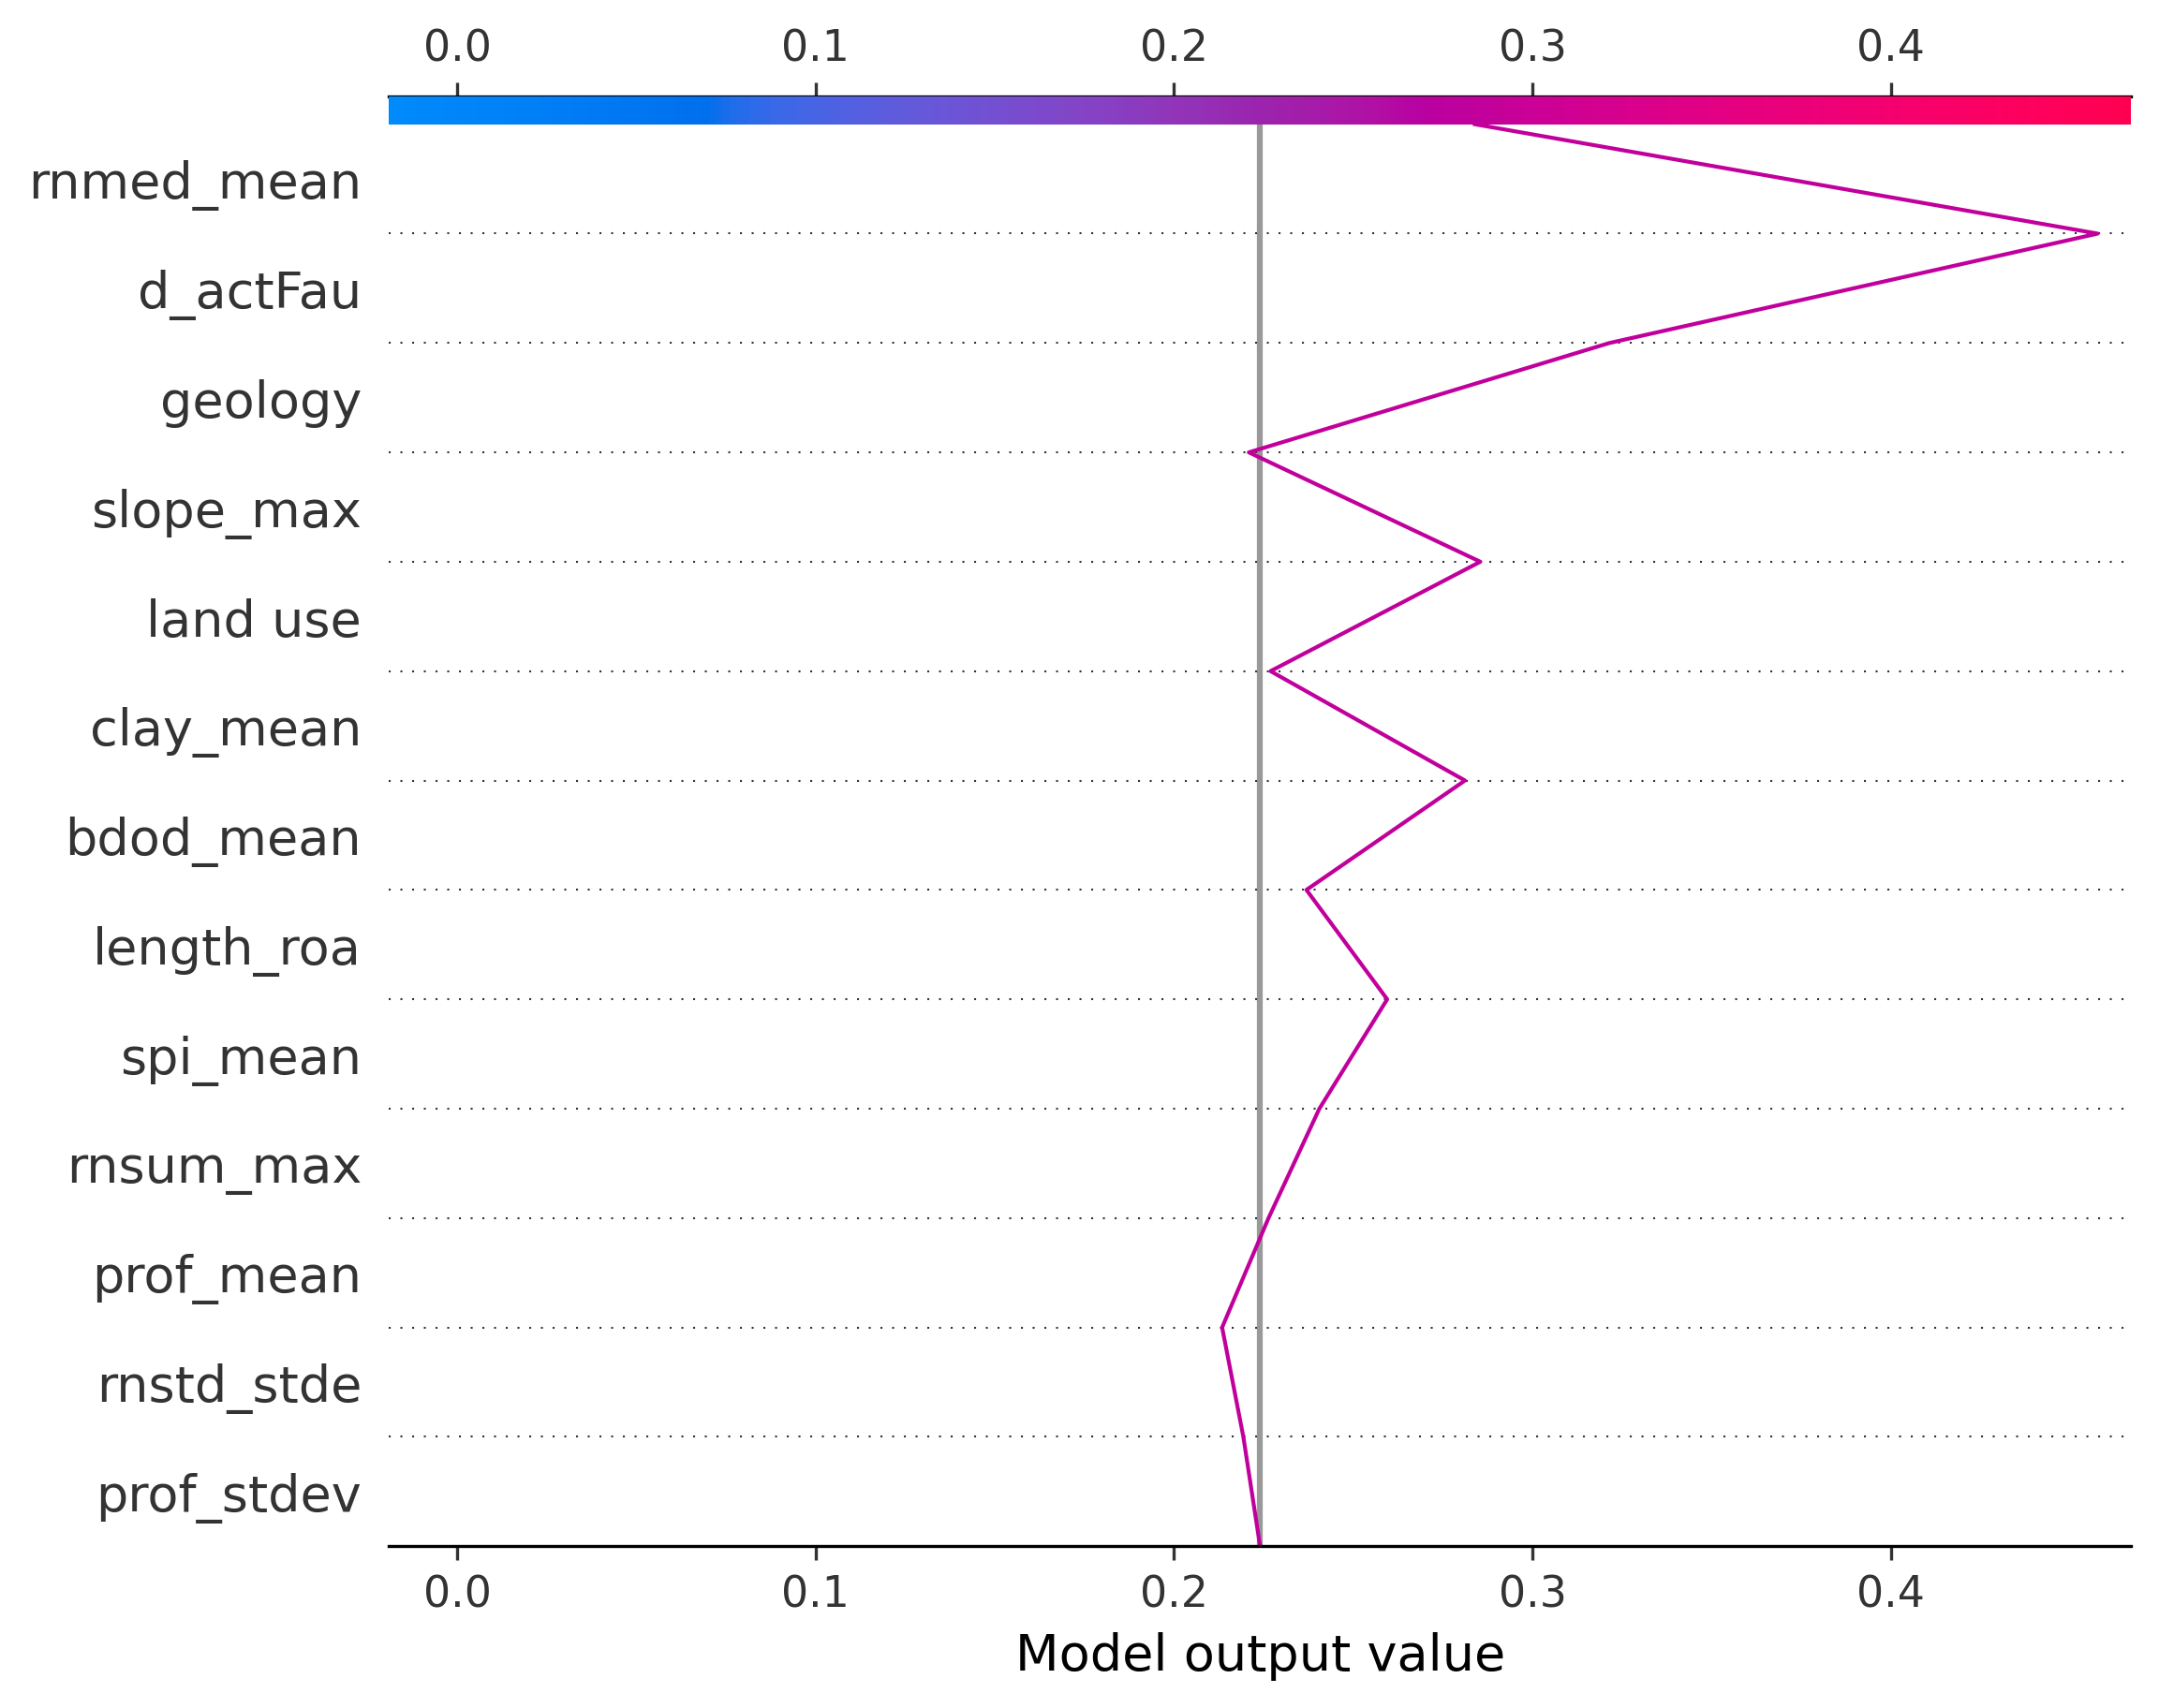 0.0 0.1 0.2 0.3 0.4
rnmed_mean
d_actFau
geology
slope_max
land use
clay_mean
bdod_mean
length_roa
spi_mean
rnsum_max
prof_mean
rnstd_stde
prof_stdev
0.0 0.1 0.2 0.3 0.4
Model output value